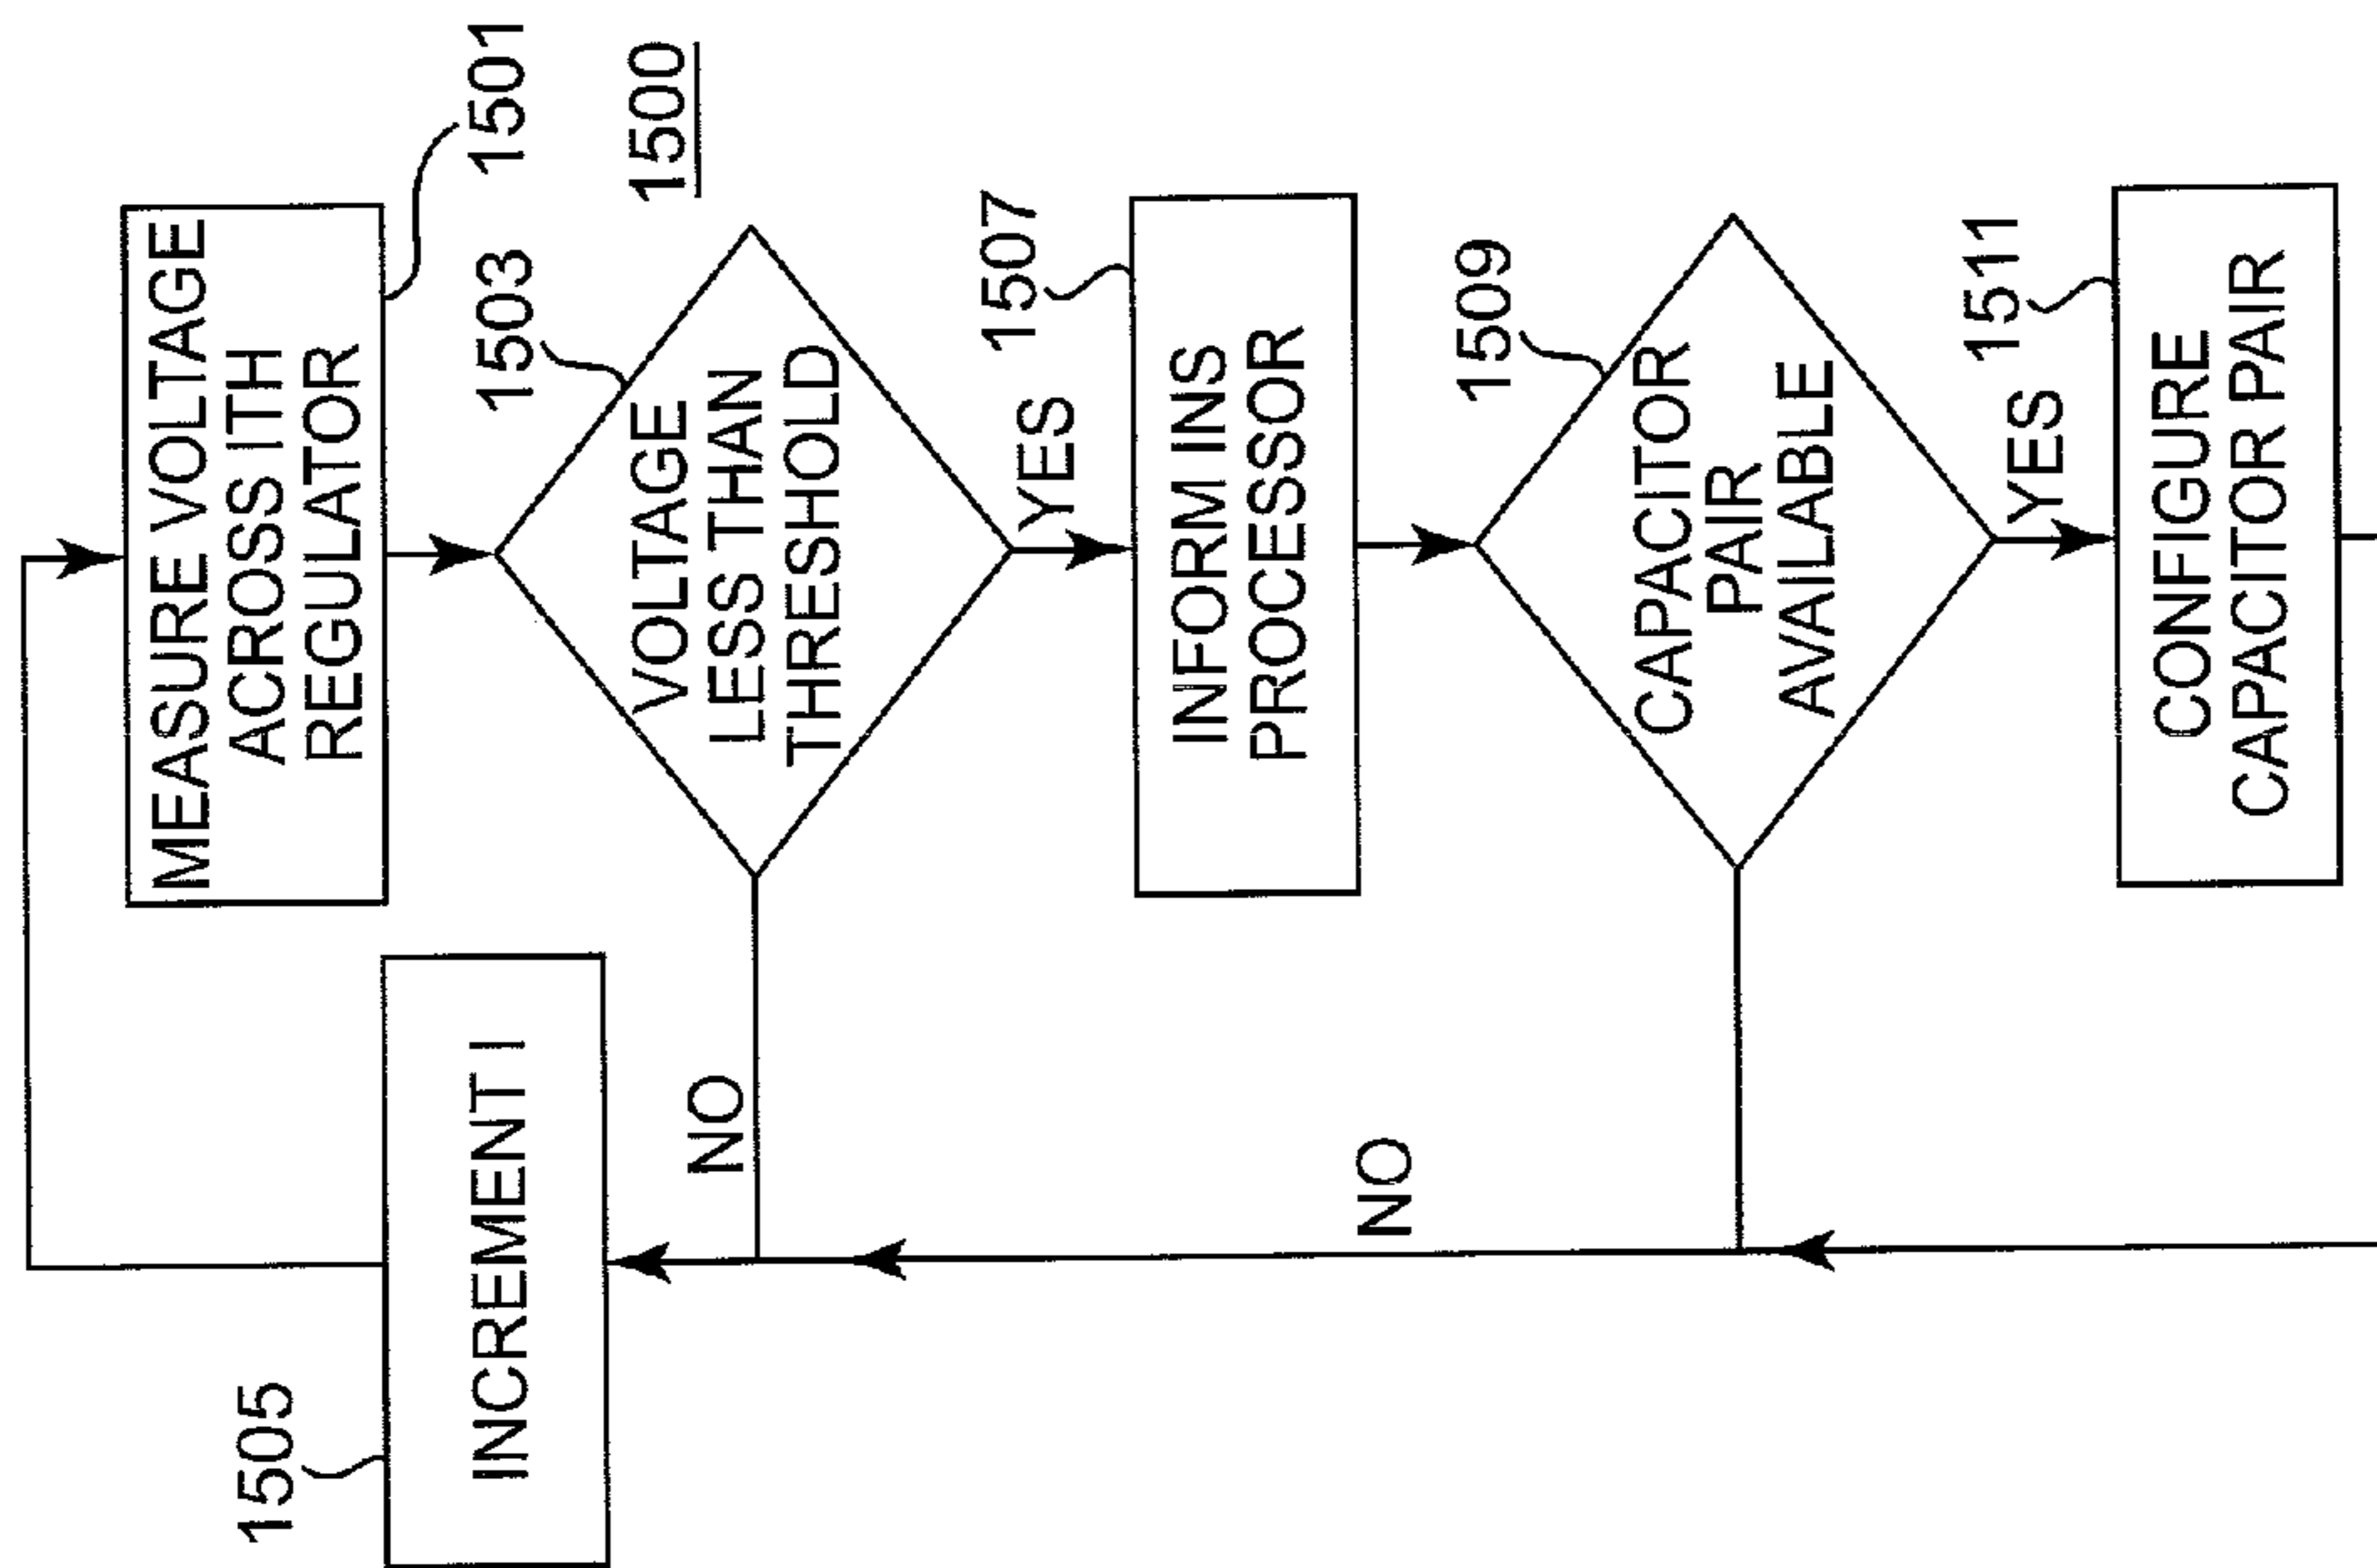 1500
MEASURE VOLTAGE
ACROSS ITH
REGULATOR
1501
VOLTAGE
LESS THAN
THRESHOLD
1503
NO
INCREMENT I
1505
YES
INFORM INS
PROCESSOR
1507
CAPACITOR
PAIR
AVAILABLE
1509
NO
YES
CONFIGURE
CAPACITOR PAIR
1511